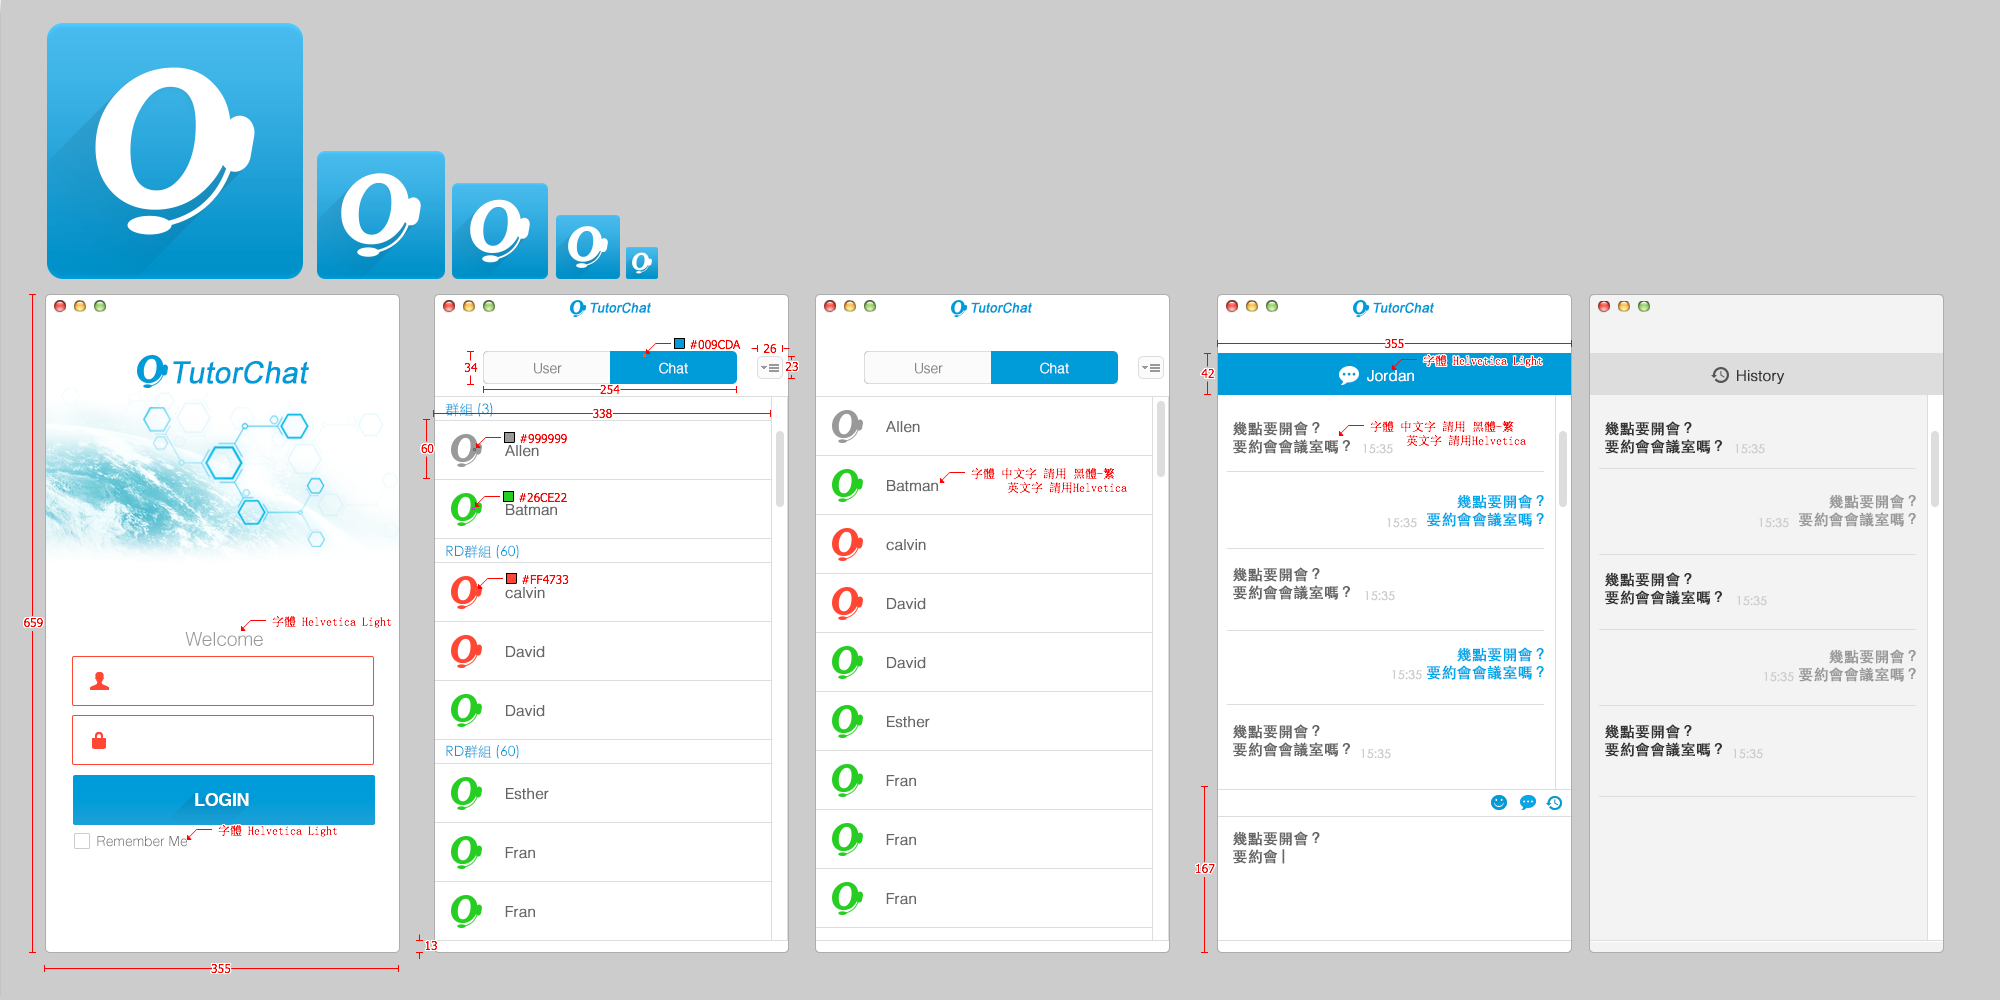 TutorChat
字體 Helvetica Light
Welcome
LOGIN
字體 Helvetica Light
Remember Me
659
355
TutorChat
#009CDA
26
34
User
Chat
23
254
群組 (3)
338
60
#999999
Allen
#26CE22
Batman
RD群組 (60)
#FF4733
calvin
David
David
RD群組 (60)
Esther
Fran
Fran
13
TutorChat
User
Chat
Allen
Batman
字體 中文字 請用 黑體-繁
英文字 請用Helvetica
calvin
David
David
Esther
Fran
Fran
Fran
TutorChat
355
字體 Helvetica Light
42
Jordan
幾點要開會？
要約會會議室嗎？ 15:35
字體 中文字 請用 黑體-繁
英文字 請用Helvetica
幾點要開會？
15:35 要約會會議室嗎？
幾點要開會？
要約會會議室嗎？ 15:35
幾點要開會？
15:35 要約會會議室嗎？
幾點要開會？
要約會會議室嗎？ 15:35
167
幾點要開會？
要約會|
History
幾點要開會？
要約會會議室嗎？ 15:35
幾點要開會？
15:35 要約會會議室嗎？
幾點要開會？
要約會會議室嗎？ 15:35
幾點要開會？
15:35 要約會會議室嗎？
幾點要開會？
要約會會議室嗎？ 15:35